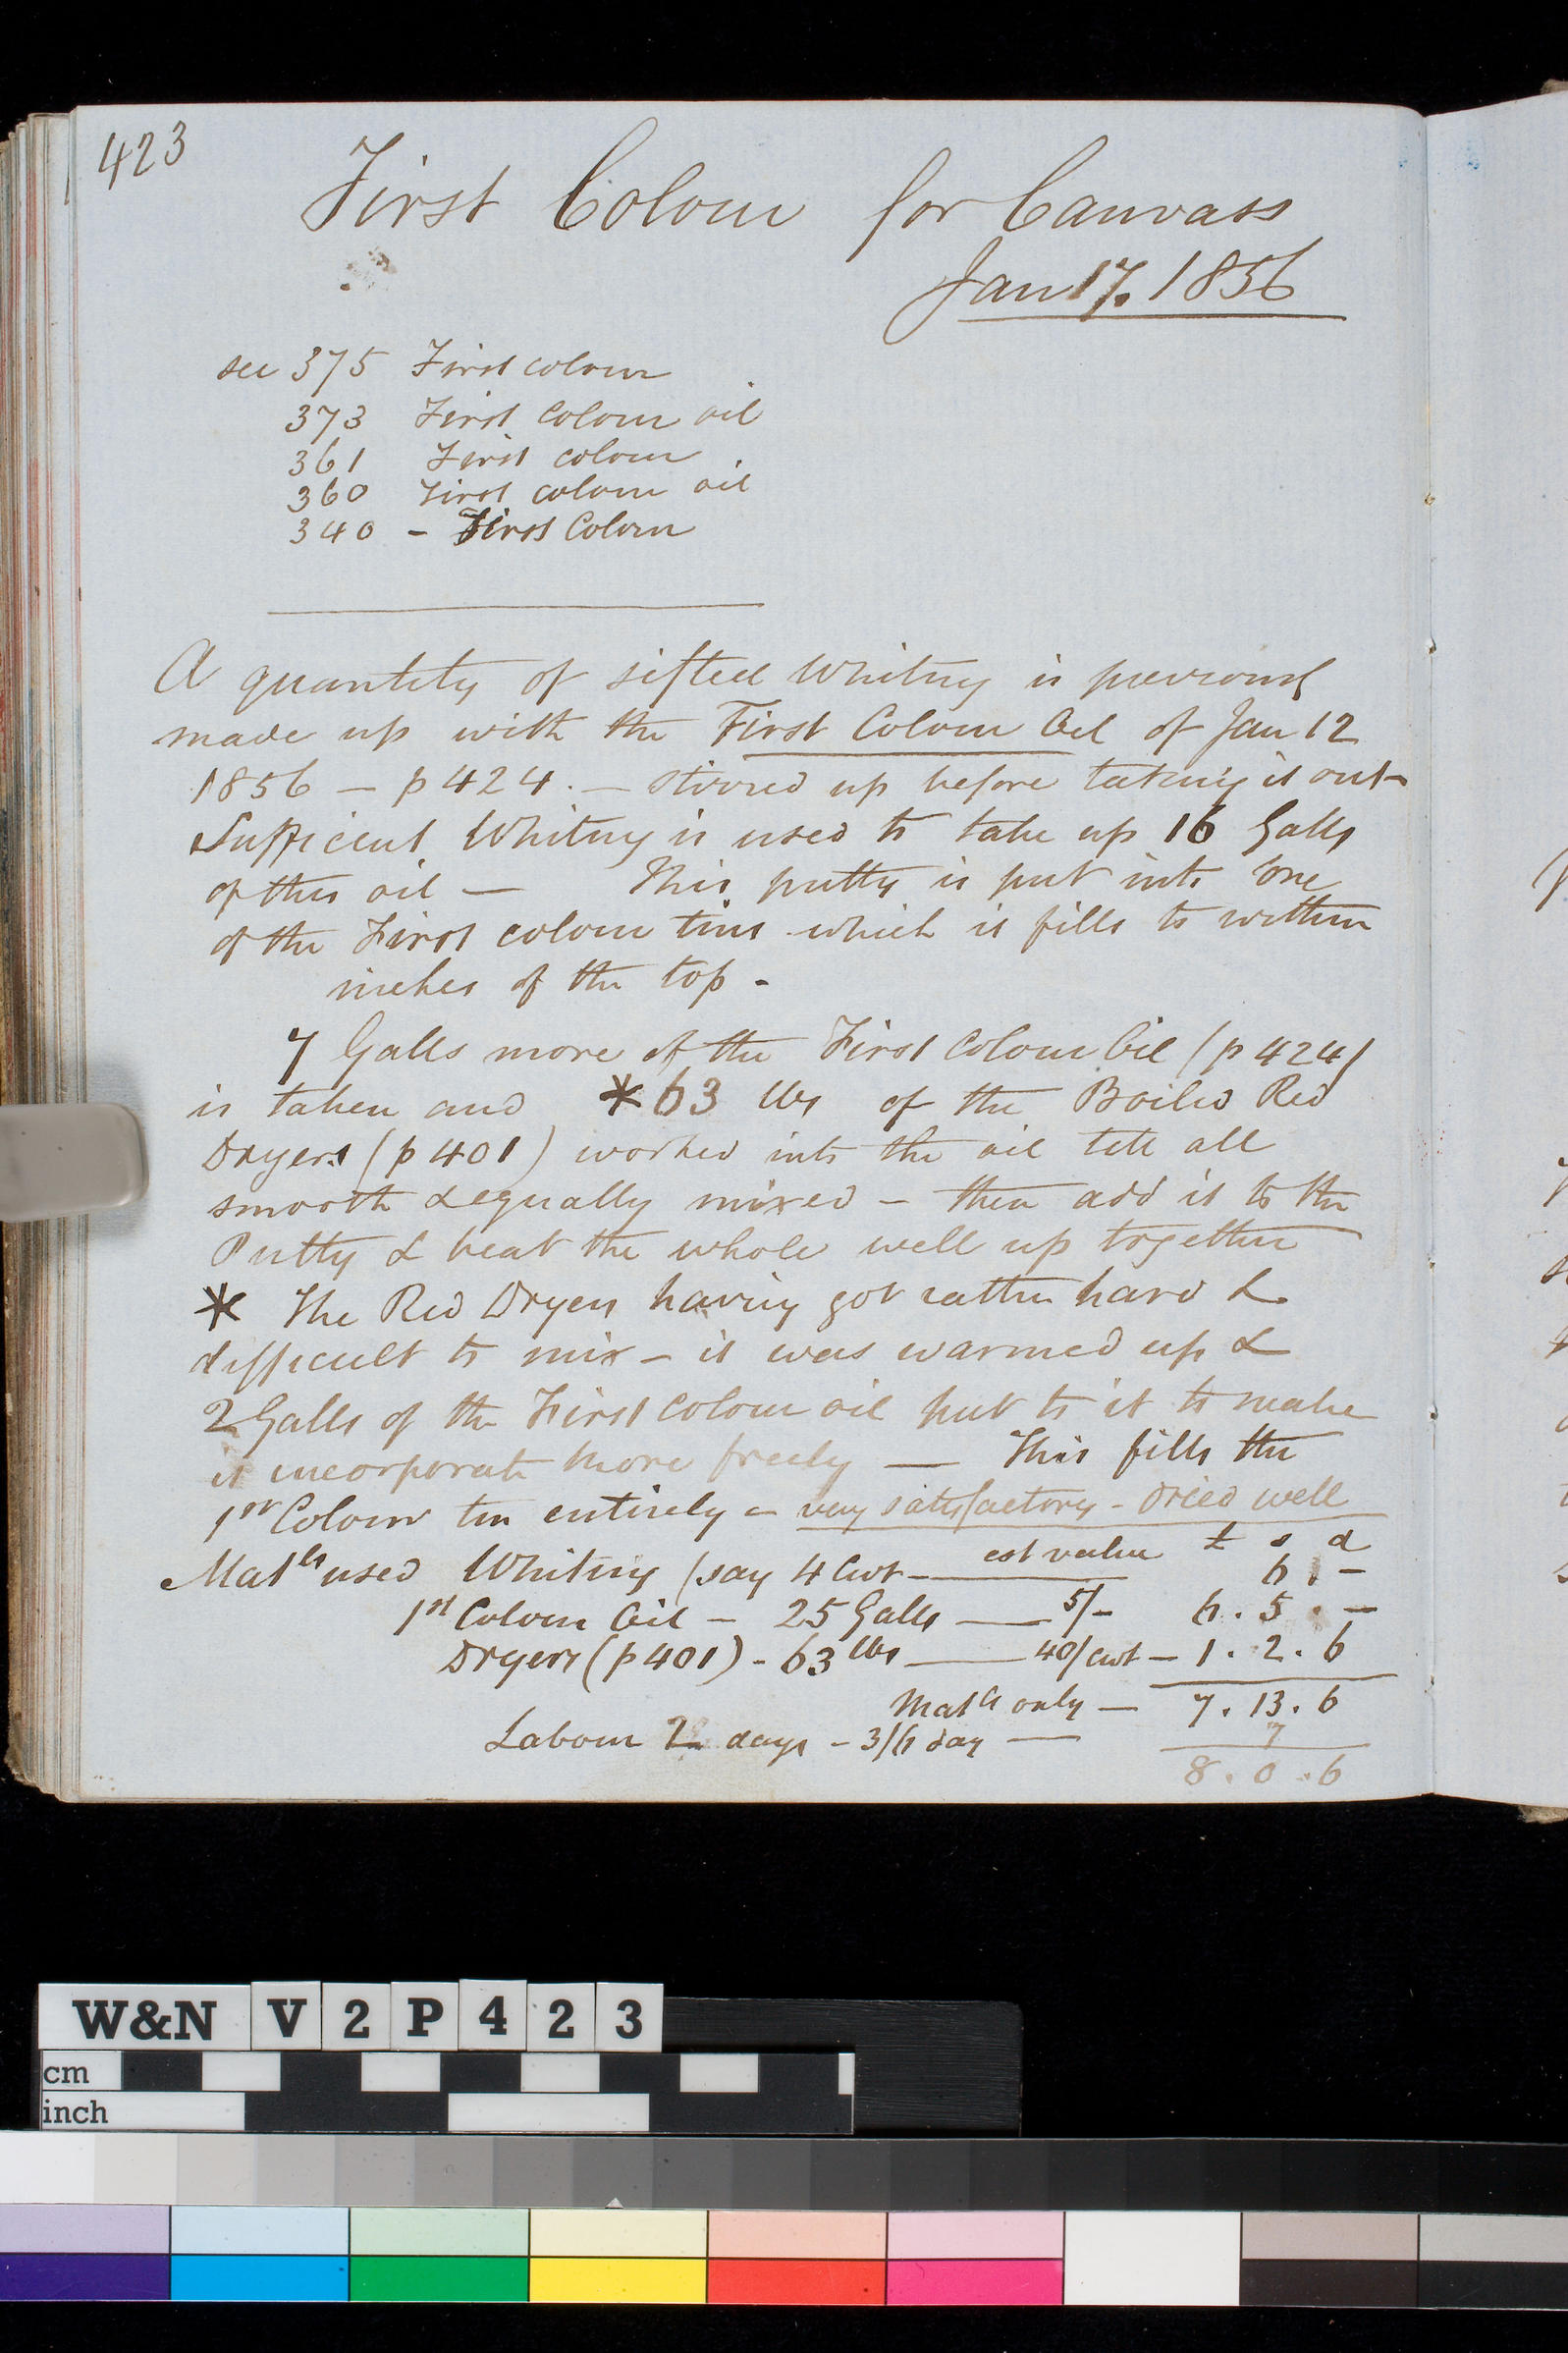 423
First Colour for Canvass
Jan 17. 1856
see 375 First colour
373 First Colour oil
361 First colour
360 First colour oil
340 - First Colour
A quantity of sifted Whiting is previously
made up with the First Colour Oil of Jan 12
1856 — p 424. — stirred up before taking it out
Sufficient Whiting is used to take up 16 Galls
of this oil — This putty is put into one
of the First colour tins which it fills to within
inches of the top -
7 Galls more of the First Colour Oil (p 424)
is taken and * 63 lbs of the Boiled Red
Dryers (p 401) worked into the oil till all
smooth & equally mixed - then add it to the
Putty & beat the whole well up together
* The Red Dryers having got rather hard &
difficult to mix - it was warmed up &
2 Galls of the First colour oil put to it to make
it incorporate more freely — This fills the
1st Colour tin entirely - very satisfactory - dried well
Matls used Whiting (say 4 Cwt — est value £ s d
6 -
1st Colour Oil - 25 Galls — 5/- 6 . 5 . -
Dryers (p 401) - 63 lbs — 40/cwt - 1 . 2 . 6
Matls only — 7 . 13 . 6
Labour 2 days - 3/6 day — 7
8 . 0 . 6
W&N V 2 P 4 2 3
cm
inch